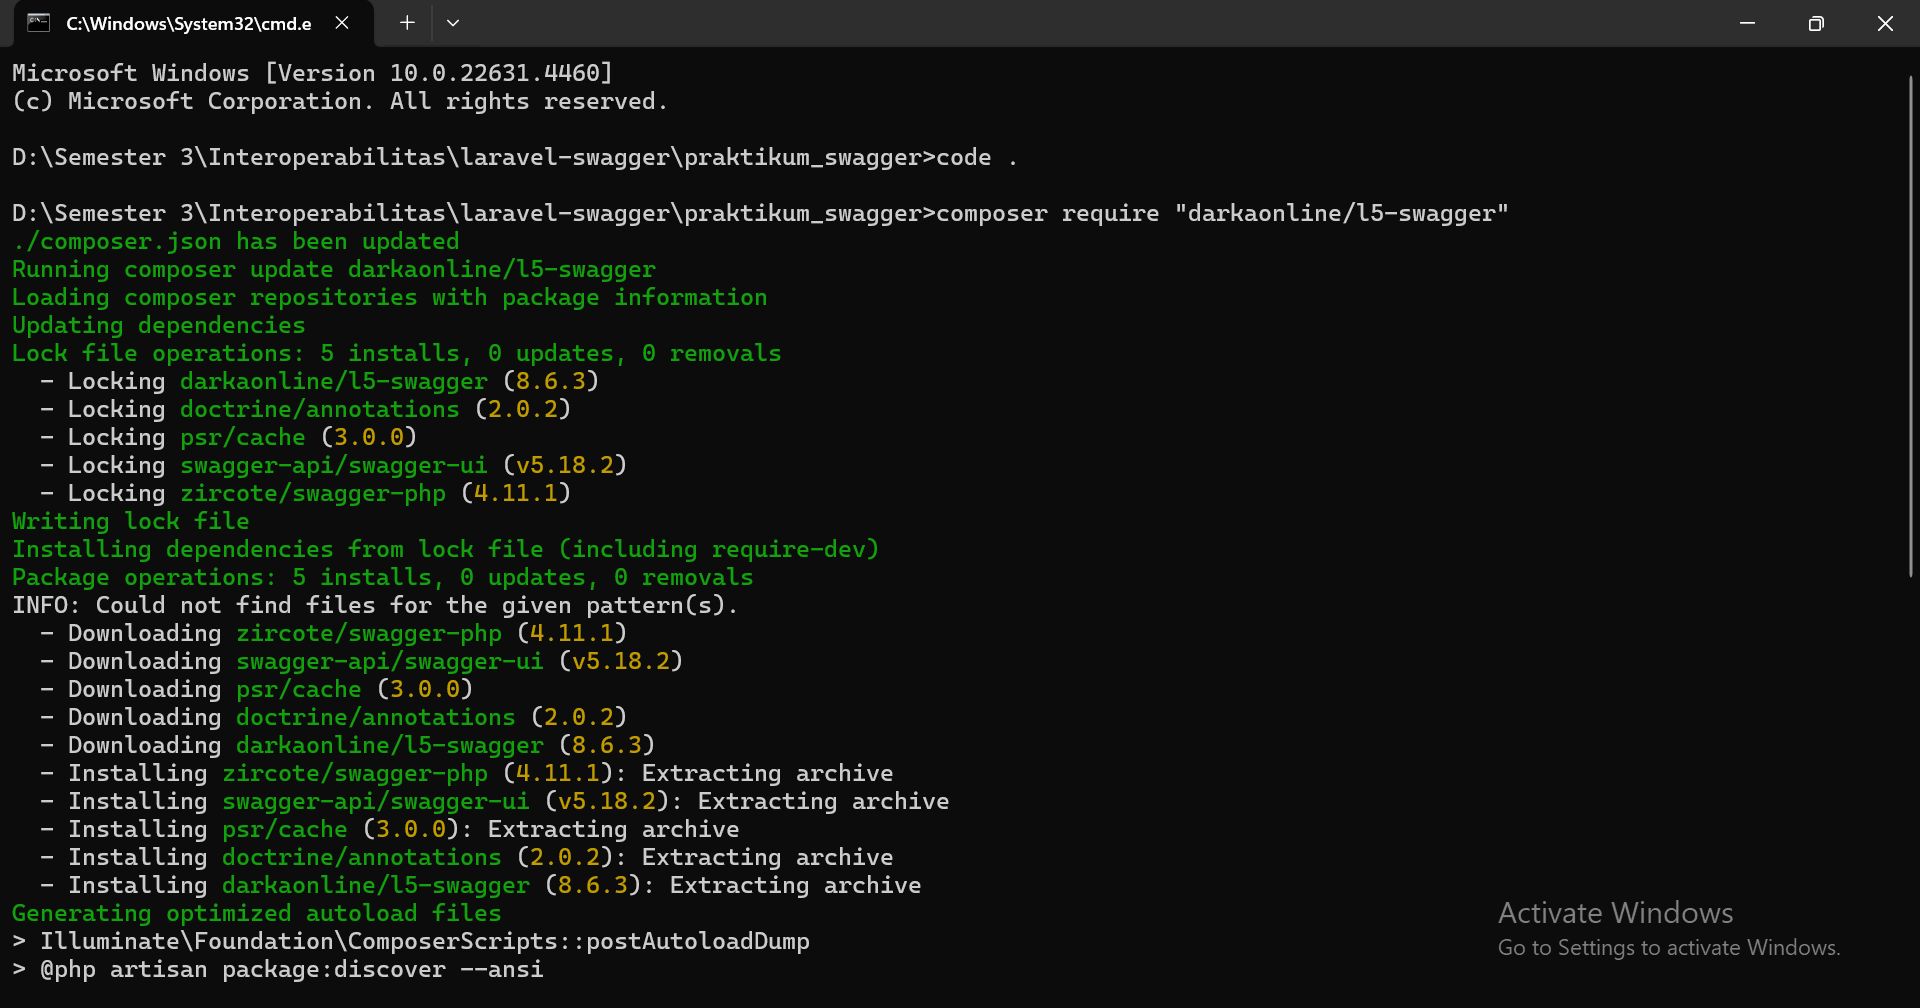 C:\Windows\System32\cmd.e
Microsoft Windows [Version 10.0.22631.4460]
(c) Microsoft Corporation. All rights reserved.
D:\Semester 3\Interoperabilitas\laravel-swagger\praktikum_swagger>code .
D:\Semester 3\Interoperabilitas\laravel-swagger\praktikum_swagger>composer require "darkaonline/l5-swagger"
./composer.json has been updated
Running composer update darkaonline/l5-swagger
Loading composer repositories with package information
Updating dependencies
Lock file operations: 5 installs, 0 updates, 0 removals
  - Locking darkaonline/l5-swagger (8.6.3)
  - Locking doctrine/annotations (2.0.2)
  - Locking psr/cache (3.0.0)
  - Locking swagger-api/swagger-ui (v5.18.2)
  - Locking zircote/swagger-php (4.11.1)
Writing lock file
Installing dependencies from lock file (including require-dev)
Package operations: 5 installs, 0 updates, 0 removals
INFO: Could not find files for the given pattern(s).
  - Downloading zircote/swagger-php (4.11.1)
  - Downloading swagger-api/swagger-ui (v5.18.2)
  - Downloading psr/cache (3.0.0)
  - Downloading doctrine/annotations (2.0.2)
  - Downloading darkaonline/l5-swagger (8.6.3)
  - Installing zircote/swagger-php (4.11.1): Extracting archive
  - Installing swagger-api/swagger-ui (v5.18.2): Extracting archive
  - Installing psr/cache (3.0.0): Extracting archive
  - Installing doctrine/annotations (2.0.2): Extracting archive
  - Installing darkaonline/l5-swagger (8.6.3): Extracting archive
Generating optimized autoload files
> Illuminate\Foundation\ComposerScripts::postAutoloadDump
> @php artisan package:discover --ansi
Activate Windows
Go to Settings to activate Windows.